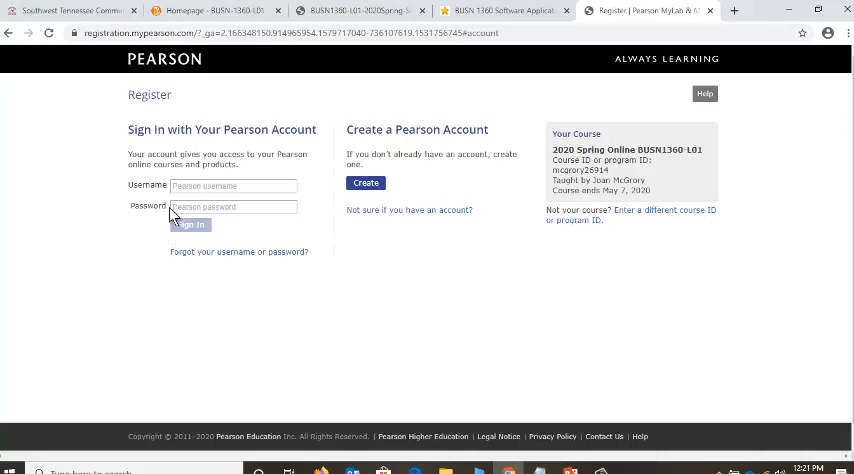 Southwest Tennessee Commu
Homepage - BUSN-1360-L01
BUSN1360-L01-2020Spring-S
BUSN 1360 Software Applicati
Register | Pearson MyLab & M
registration.mypearson.com/?_ga=2.166348150.914965954.1579717040-736107619.1531756745#account
PEARSON
ALWAYS LEARNING
Register
Help
Sign In with Your Pearson Account
Your account gives you access to your Pearson
online courses and products.
Username Pearson username
Password Pearson password
Sign In
Forgot your username or password?
Create a Pearson Account
If you don't already have an account, create
one.
Create
Not sure if you have an account?
Your Course
2020 Spring Online BUSN1360-L01
Course ID or program ID:
mcgrory26914
Taught by Joan McGrory
Course ends May 7, 2020
Not your course? Enter a different course ID
or program ID.
Copyright © 2011-2020 Pearson Education Inc. All Rights Reserved. | Pearson Higher Education | Legal Notice | Privacy Policy | Contact Us | Help
Type here to search
12:21 PM